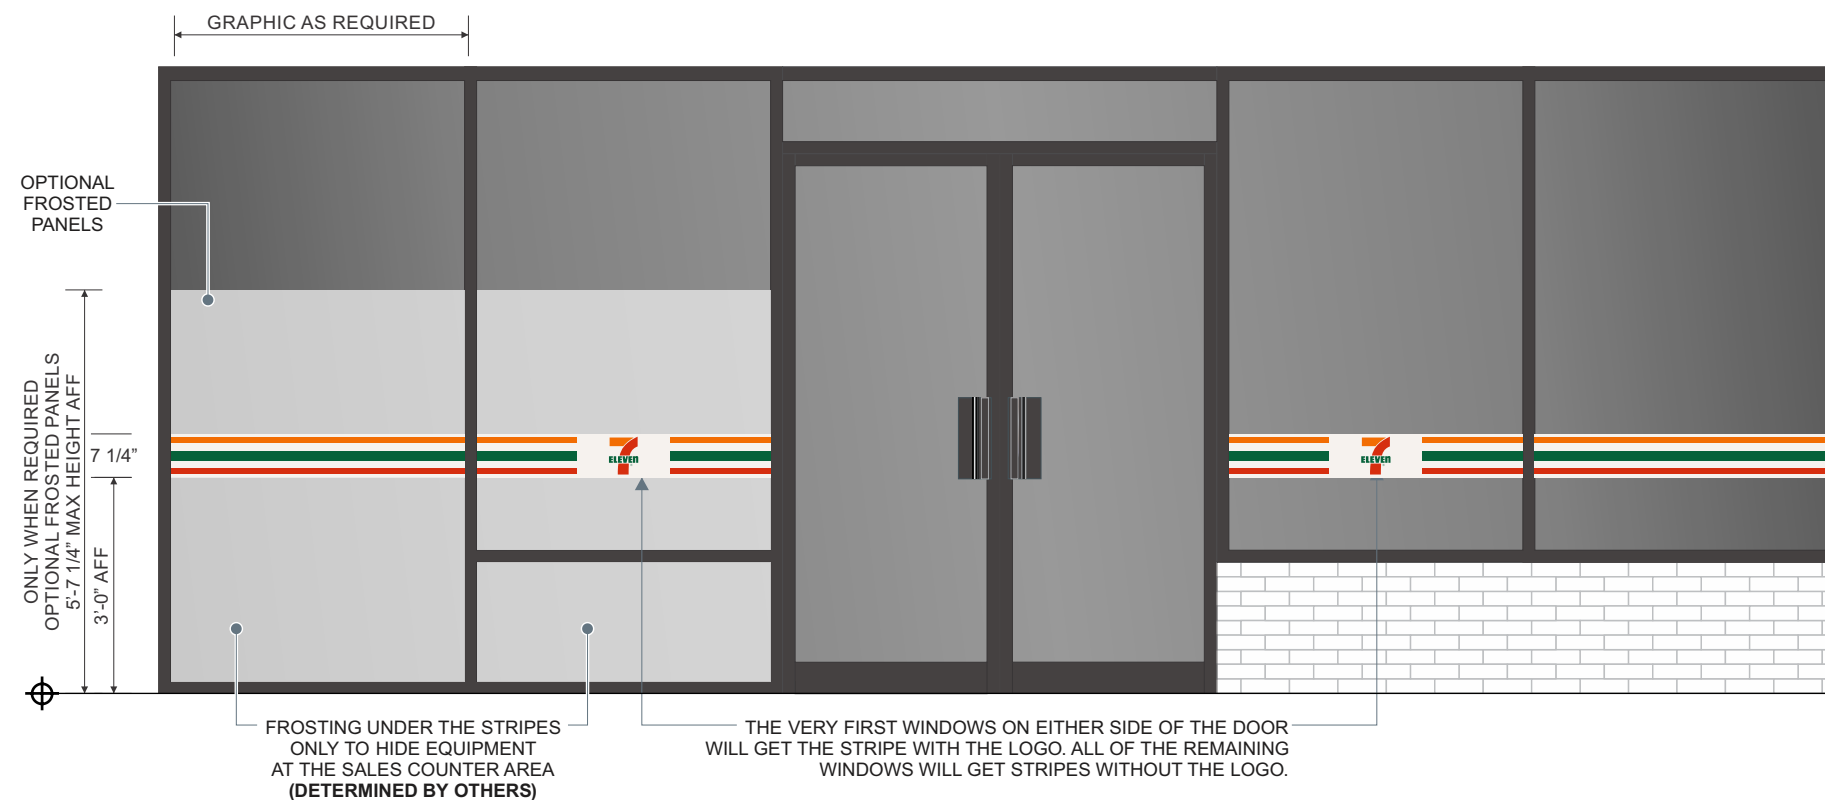 GRAPHIC AS REQUIRED
OPTIONAL
FROSTED
PANELS
ONLY WHEN REQUIRED
OPTIONAL FROSTED PANELS
5'-7 1/4" MAX HEIGHT AFF
7 1/4"
3'-0" AFF
7
ELEVEn
7
ELEVEn
FROSTING UNDER THE STRIPES
ONLY TO HIDE EQUIPMENT
AT THE SALES COUNTER AREA
(DETERMINED BY OTHERS)
THE VERY FIRST WINDOWS ON EITHER SIDE OF THE DOOR
WILL GET THE STRIPE WITH THE LOGO. ALL OF THE REMAINING
WINDOWS WILL GET STRIPES WITHOUT THE LOGO.